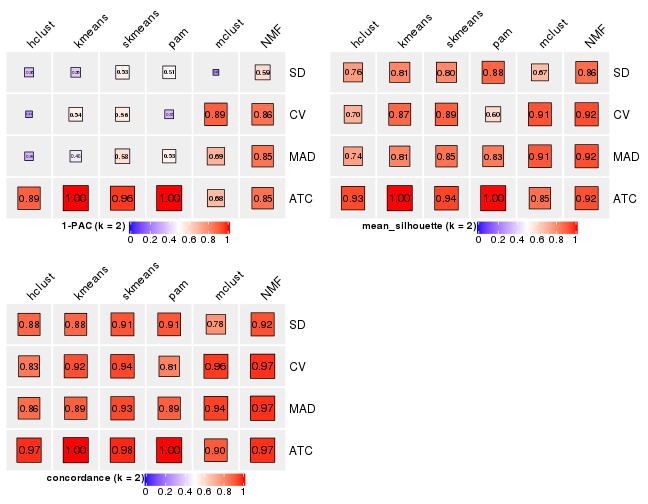 hclust kmeans skmeans pam mclust NMF
0.53 0.51 0.59 SD
0.54 0.56 0.89 0.86 CV
0.58 0.53 0.69 0.85 MAD
0.89 1.00 0.96 1.00 0.68 0.85 ATC
1-PAC (k = 2)
0 0.2 0.4 0.6 0.8 1
hclust kmeans skmeans pam mclust NMF
0.76 0.81 0.80 0.88 0.67 0.86 SD
0.70 0.87 0.89 0.60 0.91 0.92 CV
0.74 0.81 0.85 0.83 0.91 0.92 MAD
0.93 1.00 0.94 1.00 0.85 0.92 ATC
mean_silhouette (k = 2)
0 0.2 0.4 0.6 0.8 1
hclust kmeans skmeans pam mclust NMF
0.88 0.88 0.91 0.91 0.78 0.92 SD
0.83 0.92 0.94 0.81 0.96 0.97 CV
0.86 0.89 0.93 0.89 0.94 0.97 MAD
0.97 1.00 0.98 1.00 0.90 0.97 ATC
concordance (k = 2)
0 0.2 0.4 0.6 0.8 1